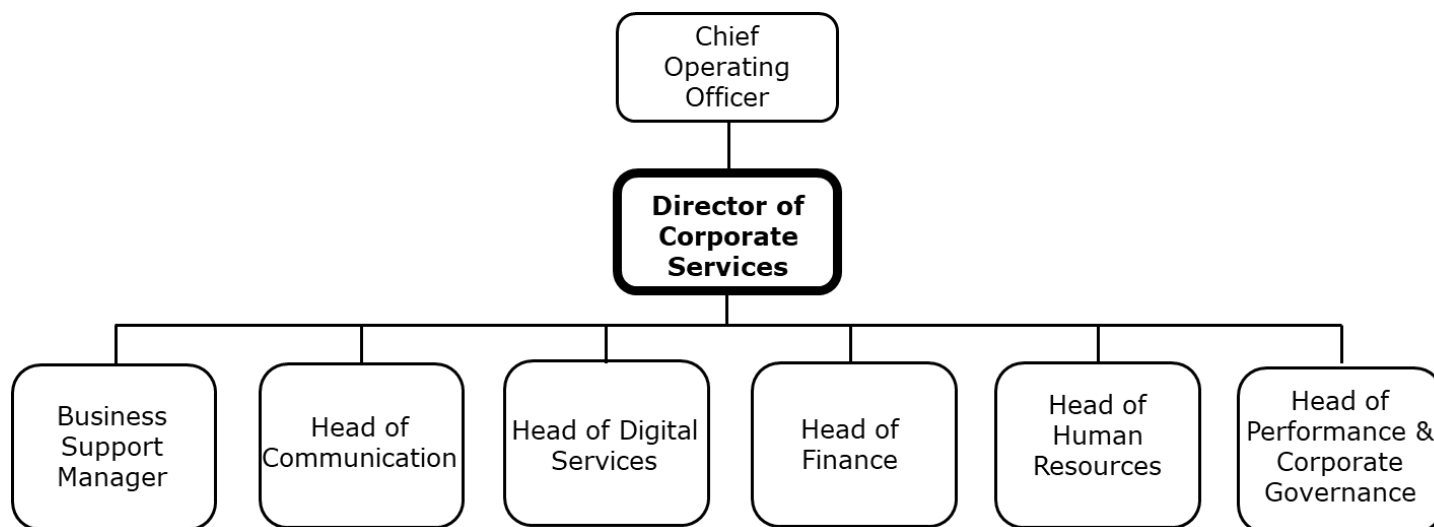 Chief
Operating
Officer
Director of
Corporate
Services
Business
Support
Manager
Head of
Communication
Head of Digital
Services
Head of
Finance
Head of
Human
Resources
Head of
Performance &
Corporate
Governance